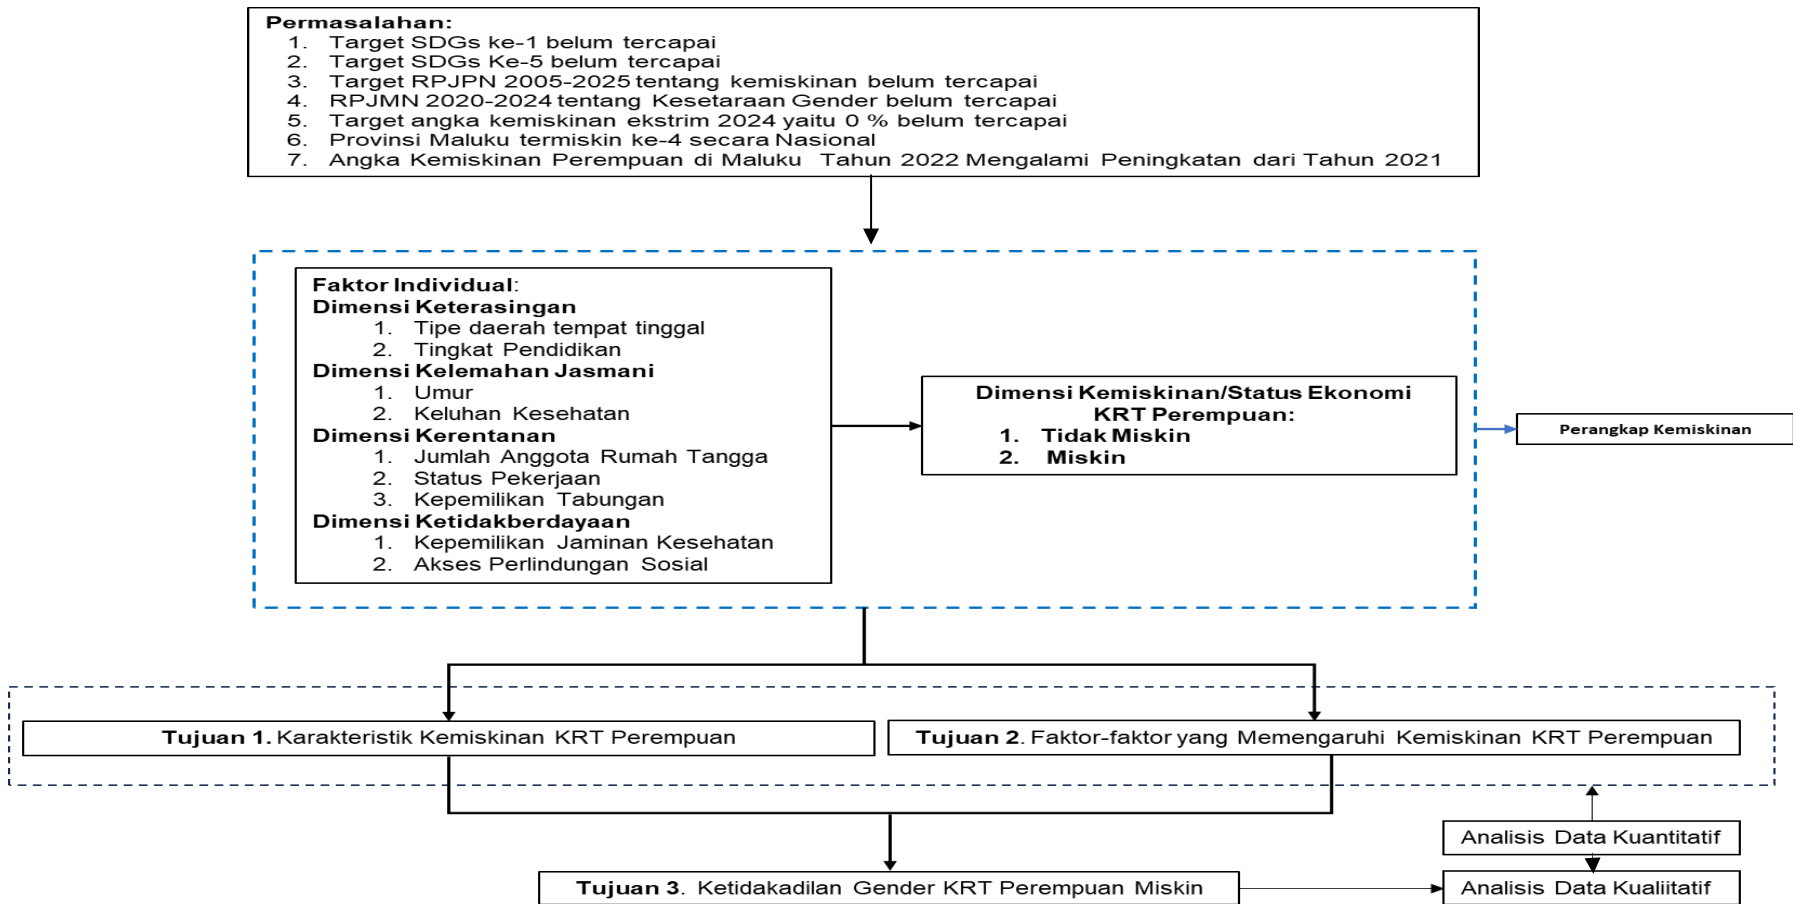 Permasalahan:
1. Target SDGs ke-1 belum tercapai
2. Target SDGs Ke-5 belum tercapai
3. Target RPJPN 2005-2025 tentang kemiskinan belum tercapai
4. RPJMN 2020-2024 tentang Kesetaraan Gender belum tercapai
5. Target angka kemiskinan ekstrim 2024 yaitu 0 % belum tercapai
6. Provinsi Maluku termiskin ke-4 secara Nasional
7. Angka Kemiskinan Perempuan di Maluku Tahun 2022 Mengalami Peningkatan dari Tahun 2021
Faktor Individual:
Dimensi Keterasingan
1. Tipe daerah tempat tinggal
2. Tingkat Pendidikan
Dimensi Kelemahan Jasmani
1. Umur
2. Keluhan Kesehatan
Dimensi Kerentanan
1. Jumlah Anggota Rumah Tangga
2. Status Pekerjaan
3. Kepemilikan Tabungan
Dimensi Ketidakberdayaan
1. Kepemilikan Jaminan Kesehatan
2. Akses Perlindungan Sosial
Dimensi Kemiskinan/Status Ekonomi
KRT Perempuan:
1. Tidak Miskin
2. Miskin
Perangkap Kemiskinan
Tujuan 1. Karakteristik Kemiskinan KRT Perempuan
Tujuan 2. Faktor-faktor yang Memengaruhi Kemiskinan KRT Perempuan
Analisis Data Kuantitatif
Tujuan 3. Ketidakadilan Gender KRT Perempuan Miskin
Analisis Data Kualiitatif